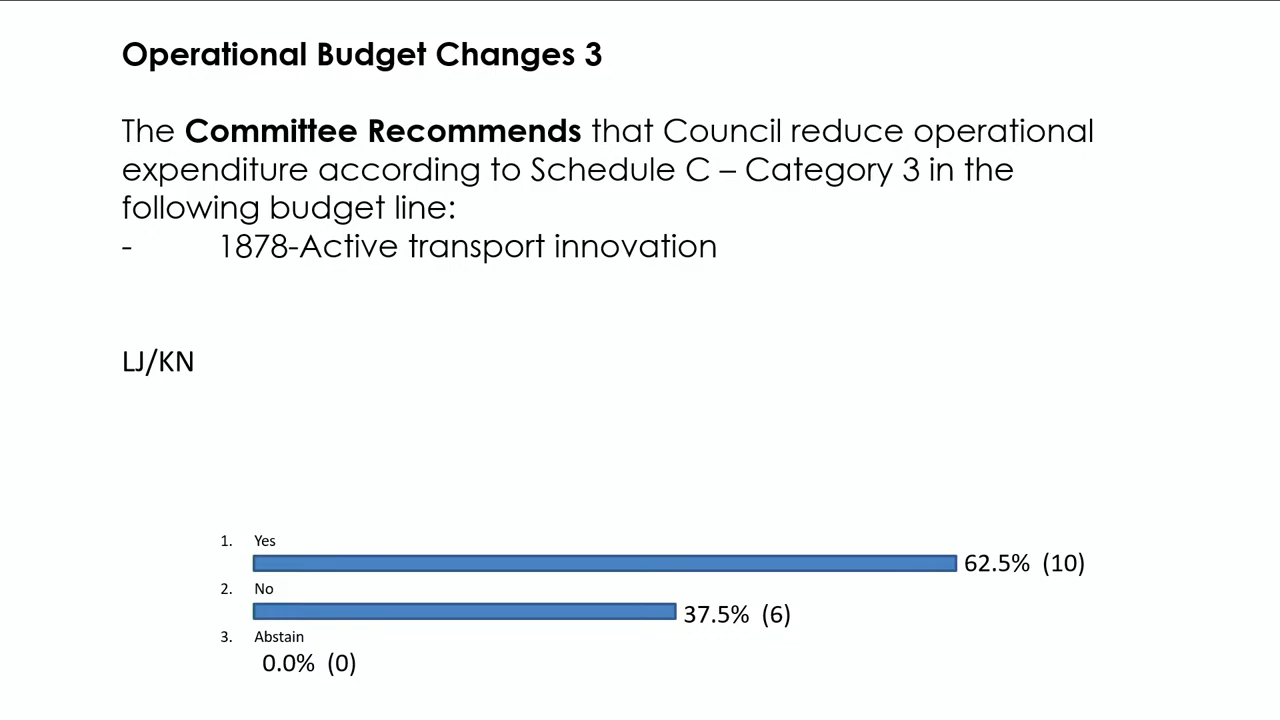 Operational Budget Changes 3
The Committee Recommends that Council reduce operational
expenditure according to Schedule C – Category 3 in the
following budget line:
- 1878-Active transport innovation
LJ/KN
1. Yes
62.5% (10)
2. No
37.5% (6)
3. Abstain
0.0% (0)